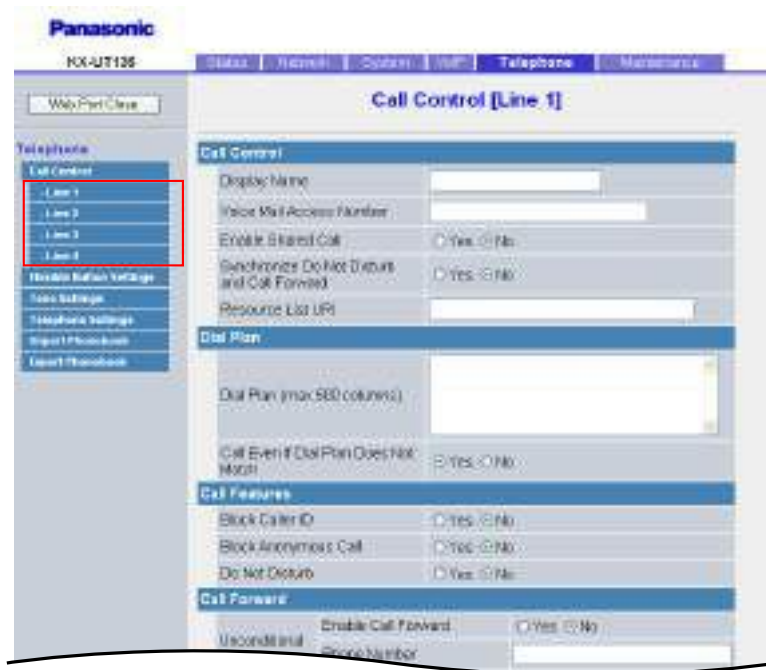 Panasonic
KX-UT136
Status Network System VoIP Telephone Maintenance
Web Port Close
Call Control [Line 1]
Telephone
Call Control
- Line 1
- Line 2
- Line 3
- Line 4
Flexible Button Settings
Tone Settings
Telephone Settings
Import Phonebook
Export Phonebook
Call Control
Display Name
Voice Mail Access Number
Enable Shared Call Yes No
Synchronize Do Not Disturb
and Call Forward Yes No
Resource List URI
Dial Plan
Dial Plan (max 500 columns)
Call Even If Dial Plan Does Not
Match Yes No
Call Features
Block Caller ID Yes No
Block Anonymous Call Yes No
Do Not Disturb Yes No
Call Forward
Unconditional
Enable Call Forward Yes No
Phone Number